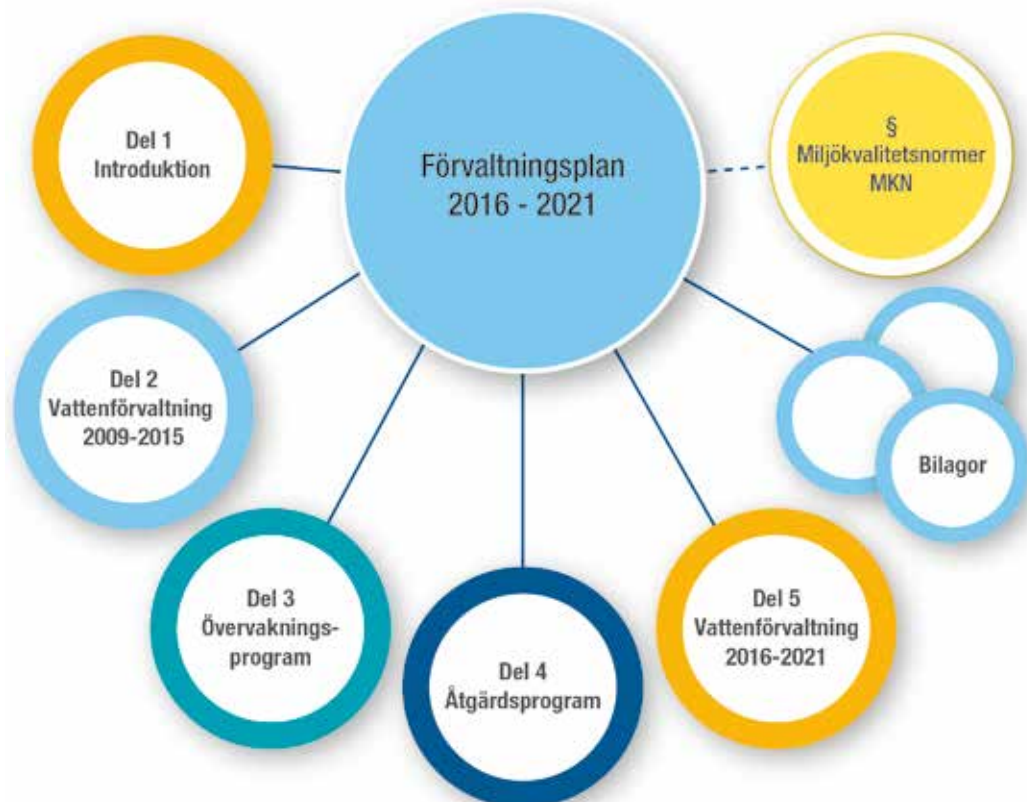 Förvaltningsplan
2016 - 2021
Del 1
Introduktion
Del 2
Vattenförvaltning
2009-2015
Del 3
Övervaknings-
program
Del 4
Åtgärdsprogram
Del 5
Vattenförvaltning
2016-2021
Bilagor
§
Miljökvalitetsnormer
MKN